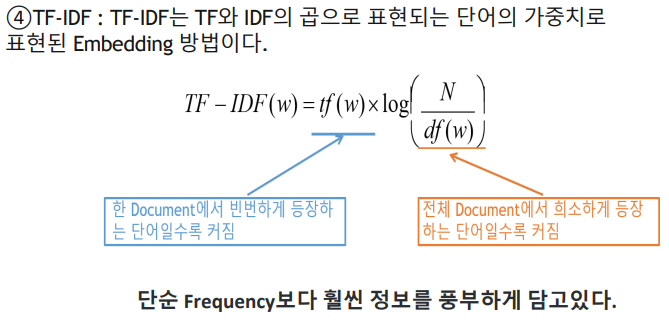 ④TF-IDF : TF-IDF는 TF와 IDF의 곱으로 표현되는 단어의 가중치로
표현된 Embedding 방법이다.
TF − IDF(w) = tf(w) × log(N / df(w))
한 Document에서 빈번하게 등장하
는 단어일수록 커짐
전체 Document에서 희소하게 등장
하는 단어일수록 커짐
단순 Frequency보다 훨씬 정보를 풍부하게 담고있다.